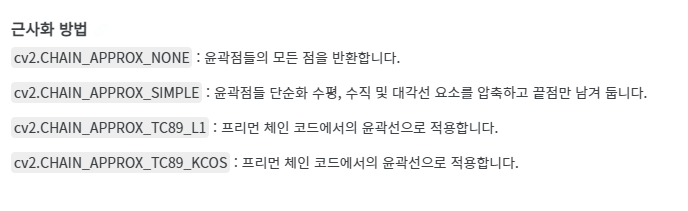 근사화 방법
cv2.CHAIN_APPROX_NONE : 윤곽점들의 모든 점을 반환합니다.
cv2.CHAIN_APPROX_SIMPLE : 윤곽점들 단순화 수평, 수직 및 대각선 요소를 압축하고 끝점만 남겨 둡니다.
cv2.CHAIN_APPROX_TC89_L1 : 프리먼 체인 코드에서의 윤곽선으로 적용합니다.
cv2.CHAIN_APPROX_TC89_KCOS : 프리먼 체인 코드에서의 윤곽선으로 적용합니다.